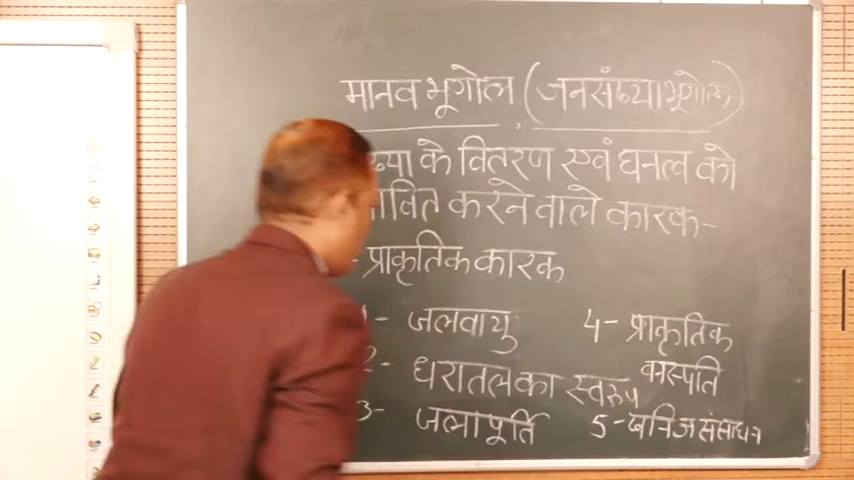 मानव भूगोल (जनसंख्या भूगोल)
के वितरण एवं घनत्व को
करने वाले कारक-
- प्राकृतिक कारक
1- जलवायु
2- धरातल का स्वरूप
3- जलापूर्ति
4- प्राकृतिक
वनस्पति
5- खनिज संसाधन